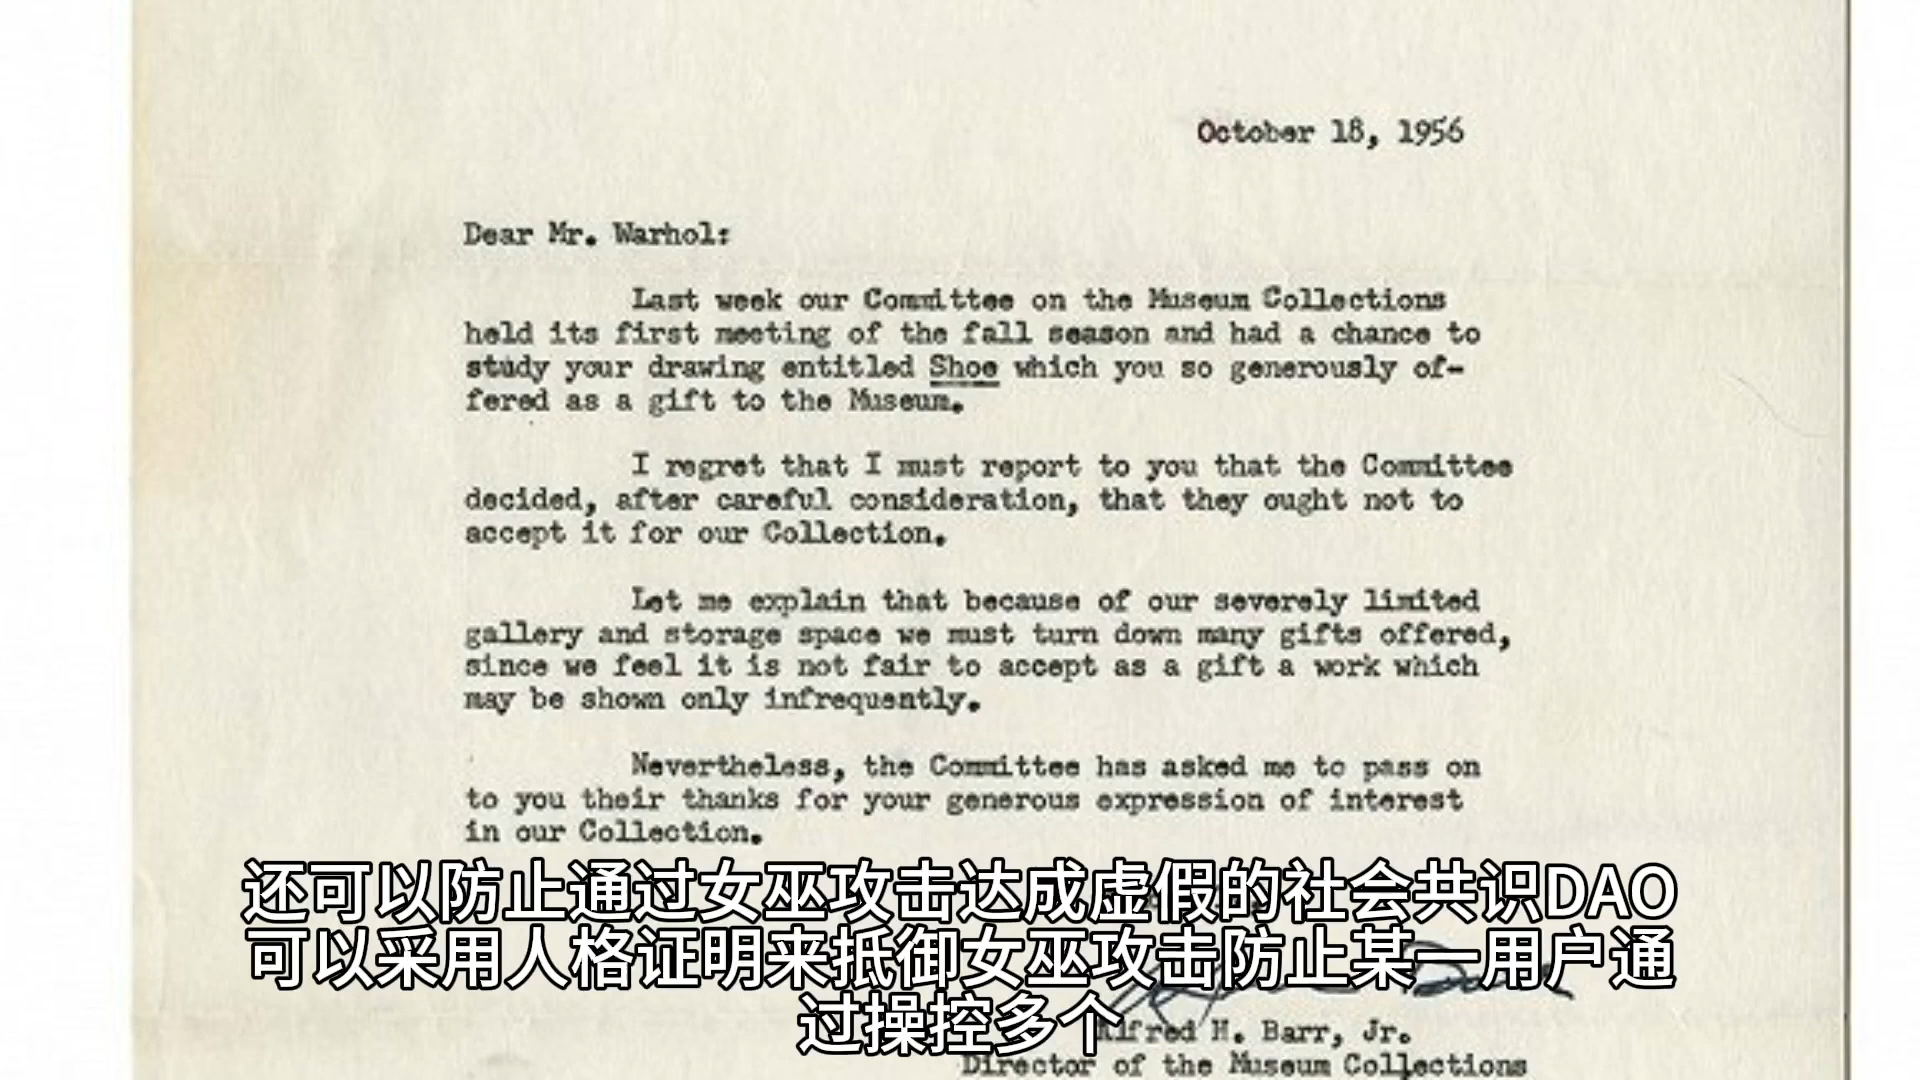 October 18, 1956
Dear Mr. Warhol:
Last week our Committee on the Museum Collections
held its first meeting of the fall season and had a chance to
study your drawing entitled Shoe which you so generously of-
fered as a gift to the Museum.
I regret that I must report to you that the Committee
decided, after careful consideration, that they ought not to
accept it for our Collection.
Let me explain that because of our severely limited
gallery and storage space we must turn down many gifts offered,
since we feel it is not fair to accept as a gift a work which
may be shown only infrequently.
Nevertheless, the Committee has asked me to pass on
to you their thanks for your generous expression of interest
in our Collection.
还可以防止通过女巫攻击达成虚假的社会共识DAO
可以采用人格证明来抵御女巫攻击防止某一用户通
过操控多个
Alfred H. Barr, Jr.
Director of the Museum Collections